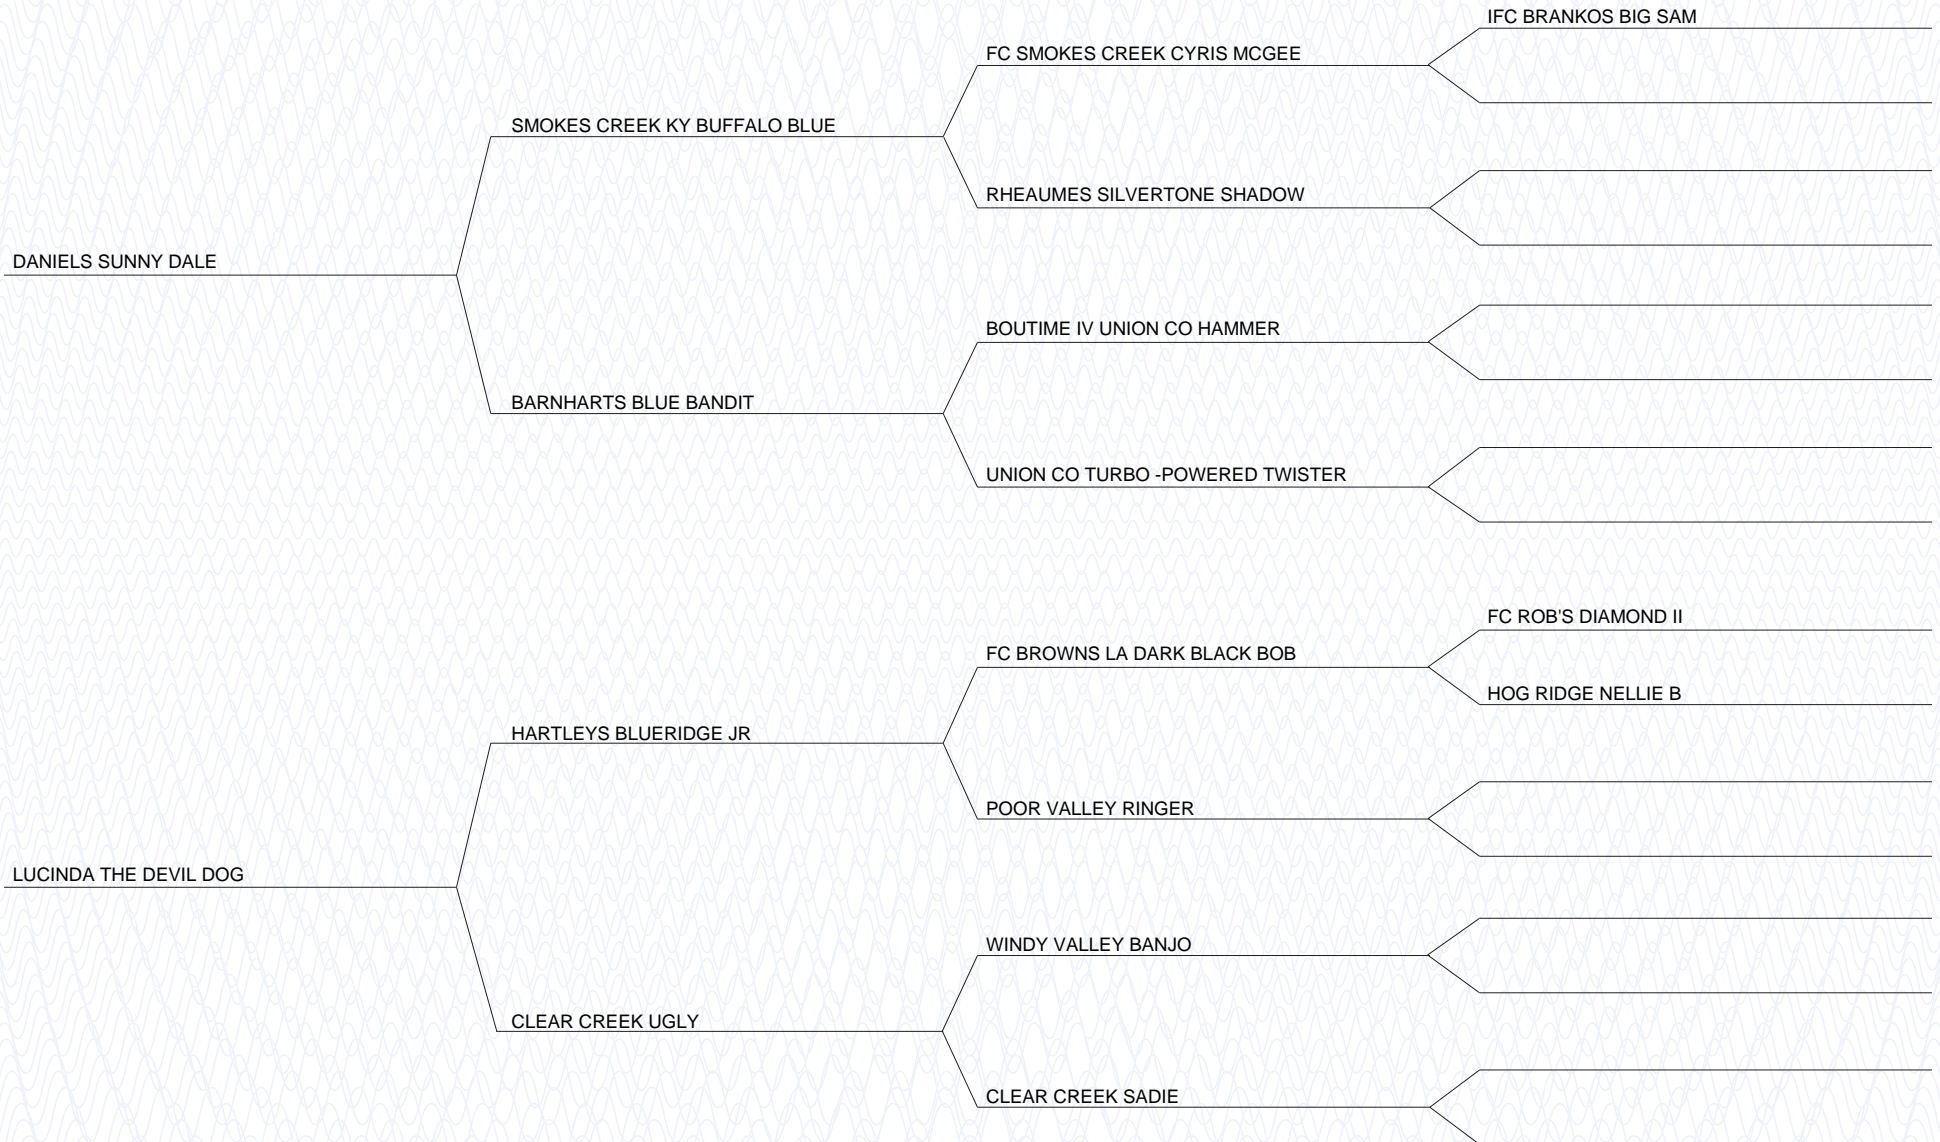 IFC BRANKOS BIG SAM
FC SMOKES CREEK CYRIS MCGEE
SMOKES CREEK KY BUFFALO BLUE
RHEAUMES SILVERTONE SHADOW
DANIELS SUNNY DALE
BOUTIME IV UNION CO HAMMER
BARNHARTS BLUE BANDIT
UNION CO TURBO -POWERED TWISTER
FC ROB'S DIAMOND II
FC BROWNS LA DARK BLACK BOB
HOG RIDGE NELLIE B
HARTLEYS BLUERIDGE JR
POOR VALLEY RINGER
LUCINDA THE DEVIL DOG
WINDY VALLEY BANJO
CLEAR CREEK UGLY
CLEAR CREEK SADIE